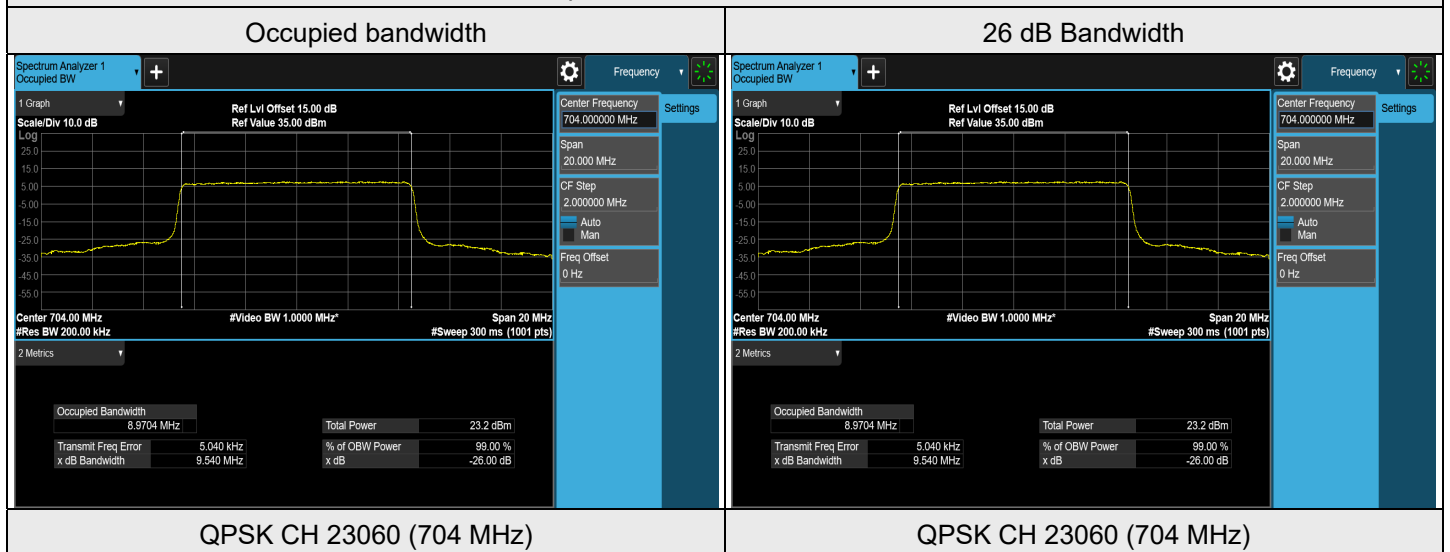 Occupied bandwidth
26 dB Bandwidth
Spectrum Analyzer 1
Occupied BW
Frequency
1 Graph
Scale/Div 10.0 dB
Ref Lvl Offset 15.00 dB
Ref Value 35.00 dBm
Log
25.0
15.0
5.00
-5.00
-15.0
-25.0
-35.0
-45.0
-55.0
Center 704.00 MHz
#Res BW 200.00 kHz
#Video BW 1.0000 MHz*
Span 20 MHz
#Sweep 300 ms (1001 pts)
Center Frequency
704.000000 MHz
Settings
Span
20.000 MHz
CF Step
2.000000 MHz
Auto
Man
Freq Offset
0 Hz
2 Metrics
Occupied Bandwidth
8.9704 MHz
Total Power 23.2 dBm
Transmit Freq Error 5.040 kHz
% of OBW Power 99.00 %
x dB Bandwidth 9.540 MHz
x dB -26.00 dB
Spectrum Analyzer 1
Occupied BW
Frequency
1 Graph
Scale/Div 10.0 dB
Ref Lvl Offset 15.00 dB
Ref Value 35.00 dBm
Log
25.0
15.0
5.00
-5.00
-15.0
-25.0
-35.0
-45.0
-55.0
Center 704.00 MHz
#Res BW 200.00 kHz
#Video BW 1.0000 MHz*
Span 20 MHz
#Sweep 300 ms (1001 pts)
Center Frequency
704.000000 MHz
Settings
Span
20.000 MHz
CF Step
2.000000 MHz
Auto
Man
Freq Offset
0 Hz
2 Metrics
Occupied Bandwidth
8.9704 MHz
Total Power 23.2 dBm
Transmit Freq Error 5.040 kHz
% of OBW Power 99.00 %
x dB Bandwidth 9.540 MHz
x dB -26.00 dB
QPSK CH 23060 (704 MHz)
QPSK CH 23060 (704 MHz)